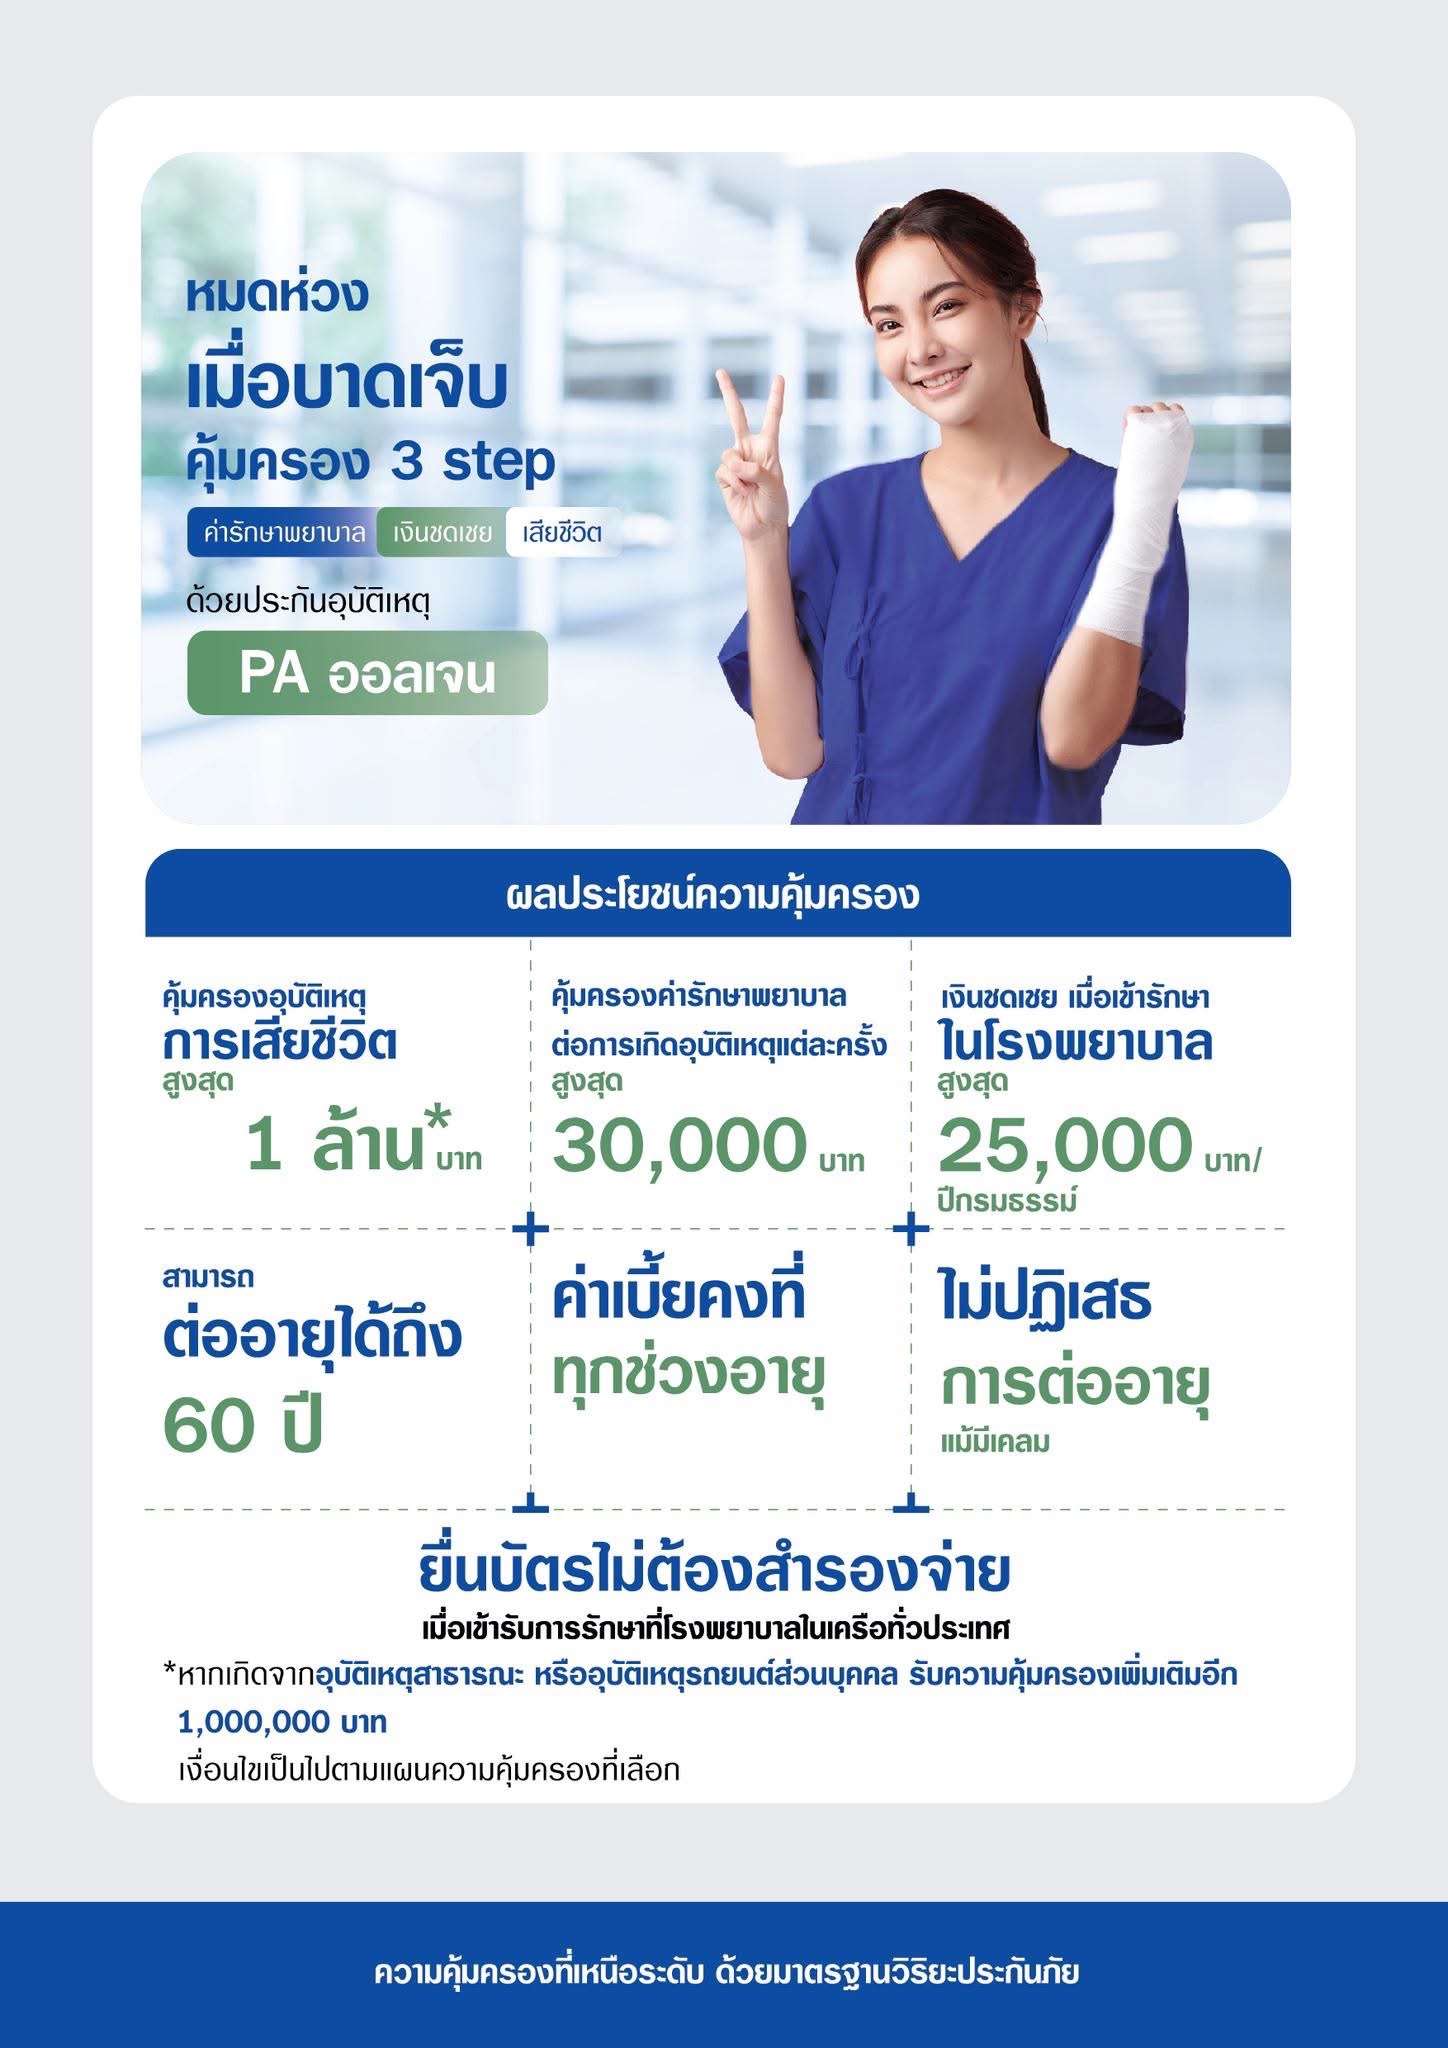 หมดห่วง
เมื่อบาดเจ็บ
คุ้มครอง 3 step
ค่ารักษาพยาบาล เงินชดเชย เสียชีวิต
ด้วยประกันอุบัติเหตุ
PA ออลเจน
ผลประโยชน์ความคุ้มครอง
คุ้มครองอุบัติเหตุ
การเสียชีวิต
สูงสุด
1 ล้าน*บาท
คุ้มครองค่ารักษาพยาบาล
ต่อการเกิดอุบัติเหตุแต่ละครั้ง
สูงสุด
30,000 บาท
เงินชดเชย เมื่อเข้ารักษา
ในโรงพยาบาล
สูงสุด
25,000 บาท/
ปีกรมธรรม์
สามารถ
ต่ออายุได้ถึง
60 ปี
ค่าเบี้ยคงที่
ทุกช่วงอายุ
ไม่ปฏิเสธ
การต่ออายุ
แม้มีเคลม
ยื่นบัตรไม่ต้องสำรองจ่าย
เมื่อเข้ารับการรักษาที่โรงพยาบาลในเครือทั่วประเทศ
*หากเกิดจากอุบัติเหตุสาธารณะ หรืออุบัติเหตุรถยนต์ส่วนบุคคล รับความคุ้มครองเพิ่มเติมอีก
1,000,000 บาท
เงื่อนไขเป็นไปตามแผนความคุ้มครองที่เลือก
ความคุ้มครองที่เหนือระดับ ด้วยมาตรฐานวิริยะประกันภัย